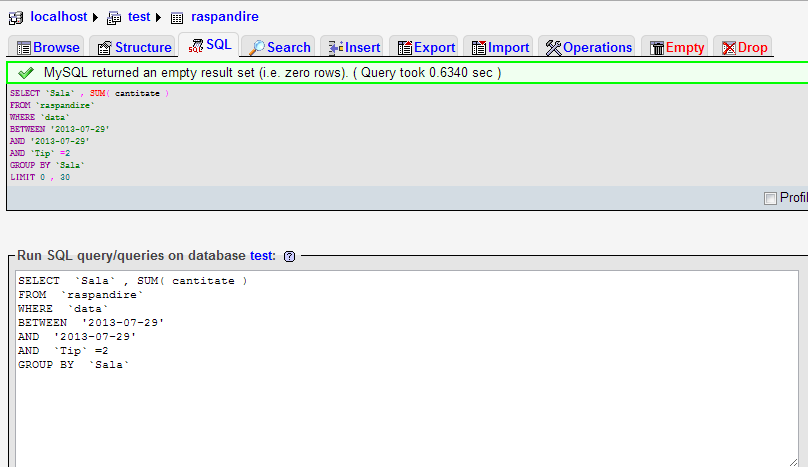 localhost ▸ test ▸ raspandire
Browse Structure SQL Search Insert Export Import Operations Empty Drop
MySQL returned an empty result set (i.e. zero rows). ( Query took 0.6340 sec )
SELECT `Sala` , SUM( cantitate )
FROM `raspandire`
WHERE `data`
BETWEEN '2013-07-29'
AND '2013-07-29'
AND `Tip` =2
GROUP BY `Sala`
LIMIT 0 , 30
Profil
Run SQL query/queries on database test:
SELECT `Sala` , SUM( cantitate )
FROM `raspandire`
WHERE `data`
BETWEEN '2013-07-29'
AND '2013-07-29'
AND `Tip` =2
GROUP BY `Sala`